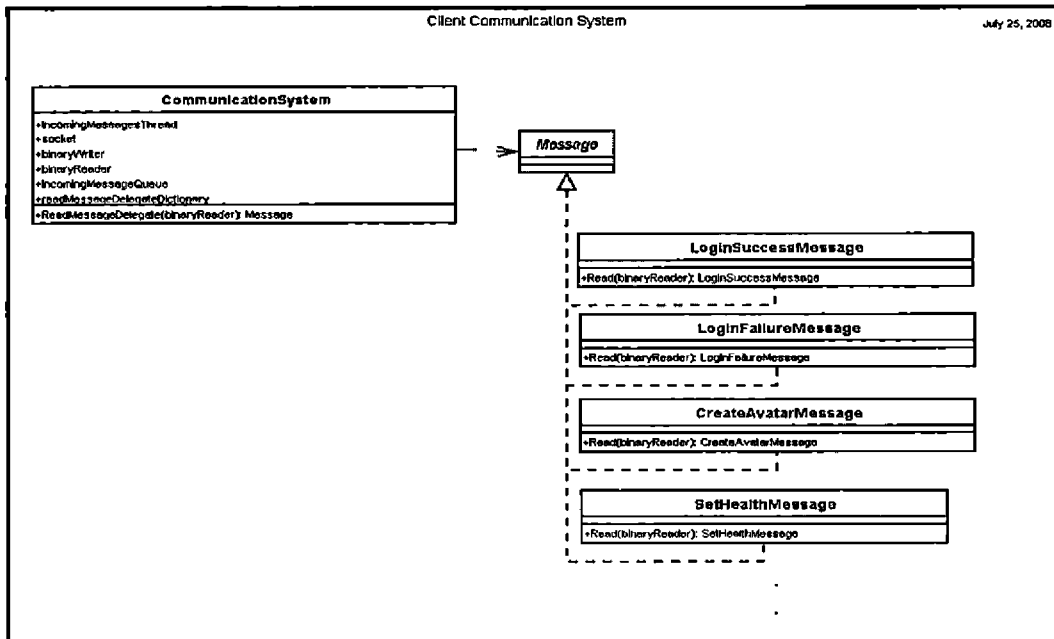 Client Communication System
July 25, 2008
CommunicationSystem
+IncomingMessagesThread
+socket
+binaryWriter
+binaryReader
+IncomingMessageQueue
+readMessageDelegateDictionary
+ReadMessageDelegate(binaryReader): Message
Message
LoginSuccessMessage
+Read(binaryReader): LoginSuccessMessage
LoginFailureMessage
+Read(binaryReader): LoginFailureMessage
CreateAvatarMessage
+Read(binaryReader): CreateAvatarMessage
SetHealthMessage
+Read(binaryReader): SetHealthMessage